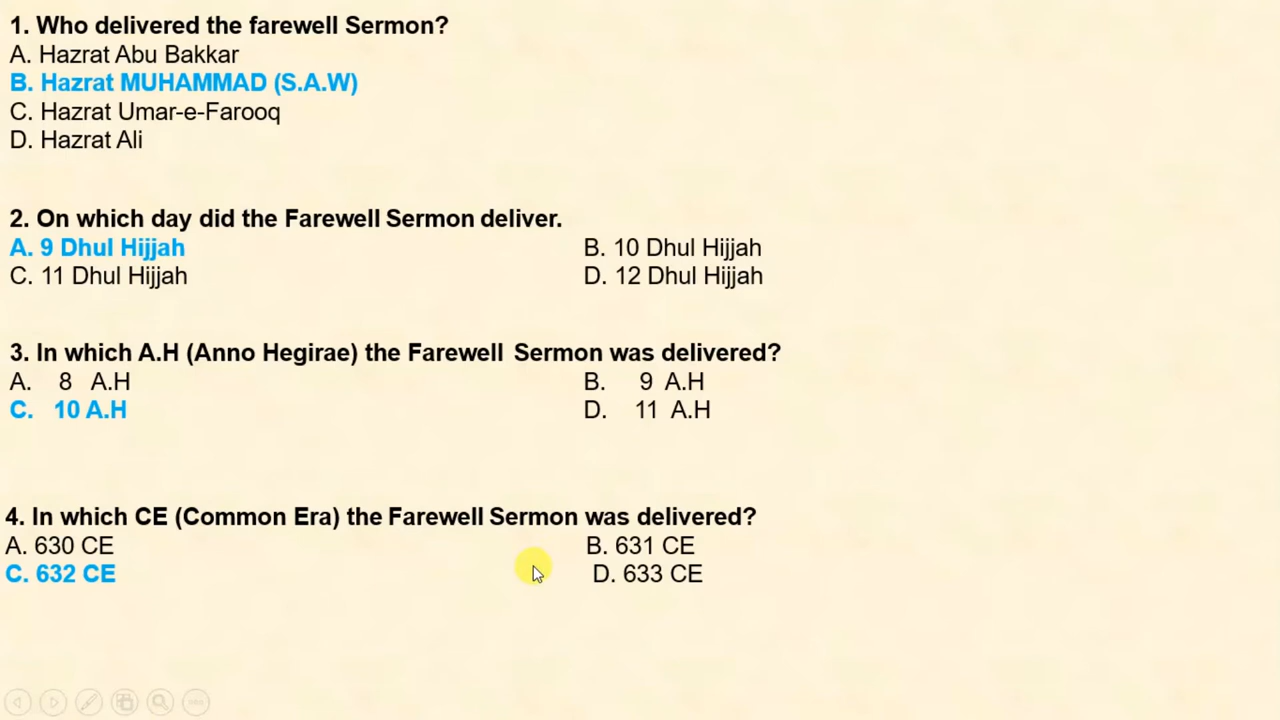 1. Who delivered the farewell Sermon?
A. Hazrat Abu Bakkar
B. Hazrat MUHAMMAD (S.A.W)
C. Hazrat Umar-e-Farooq
D. Hazrat Ali
2. On which day did the Farewell Sermon deliver.
A. 9 Dhul Hijjah B. 10 Dhul Hijjah
C. 11 Dhul Hijjah D. 12 Dhul Hijjah
3. In which A.H (Anno Hegirae) the Farewell Sermon was delivered?
A. 8 A.H B. 9 A.H
C. 10 A.H D. 11 A.H
4. In which CE (Common Era) the Farewell Sermon was delivered?
A. 630 CE B. 631 CE
C. 632 CE D. 633 CE